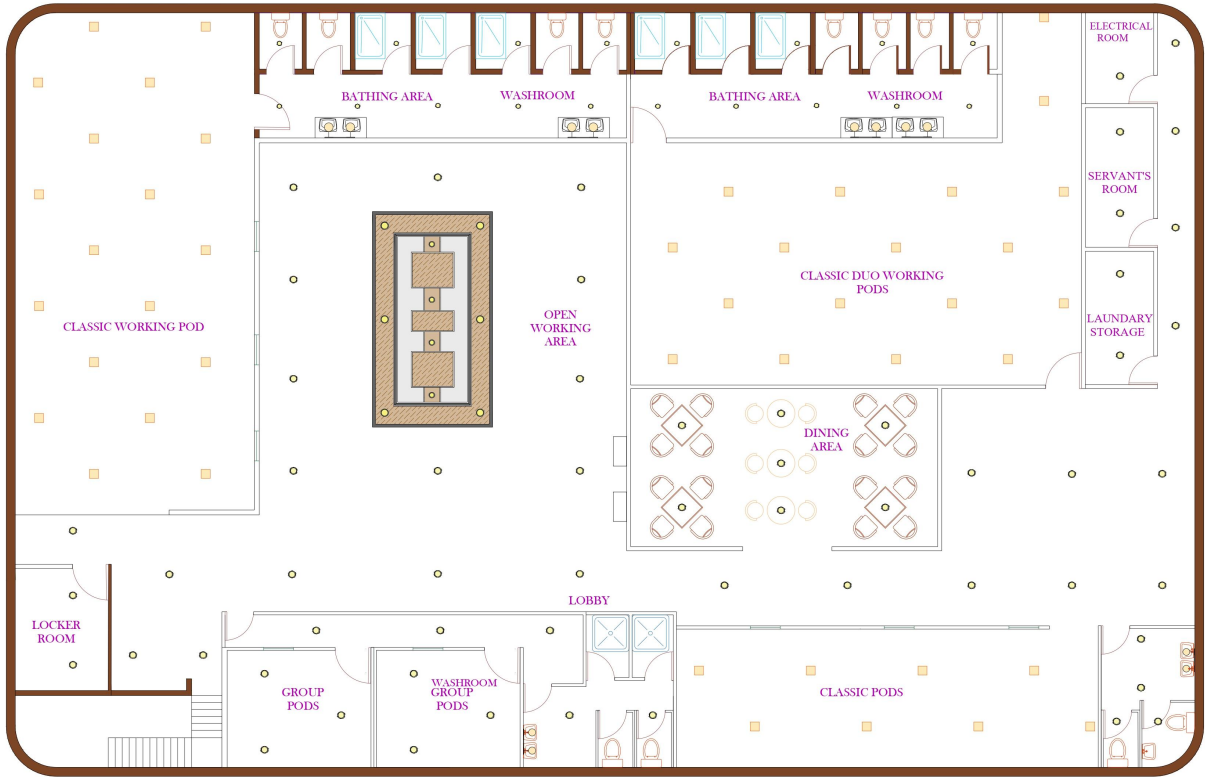 ELECTRICAL
ROOM
BATHING AREA
WASHROOM
BATHING AREA
WASHROOM
SERVANT'S
ROOM
CLASSIC DUO WORKING
PODS
CLASSIC WORKING POD
OPEN
WORKING
AREA
LAUNDARY
STORAGE
DINING
AREA
LOBBY
LOCKER
ROOM
GROUP
PODS
WASHROOM
GROUP
PODS
CLASSIC PODS